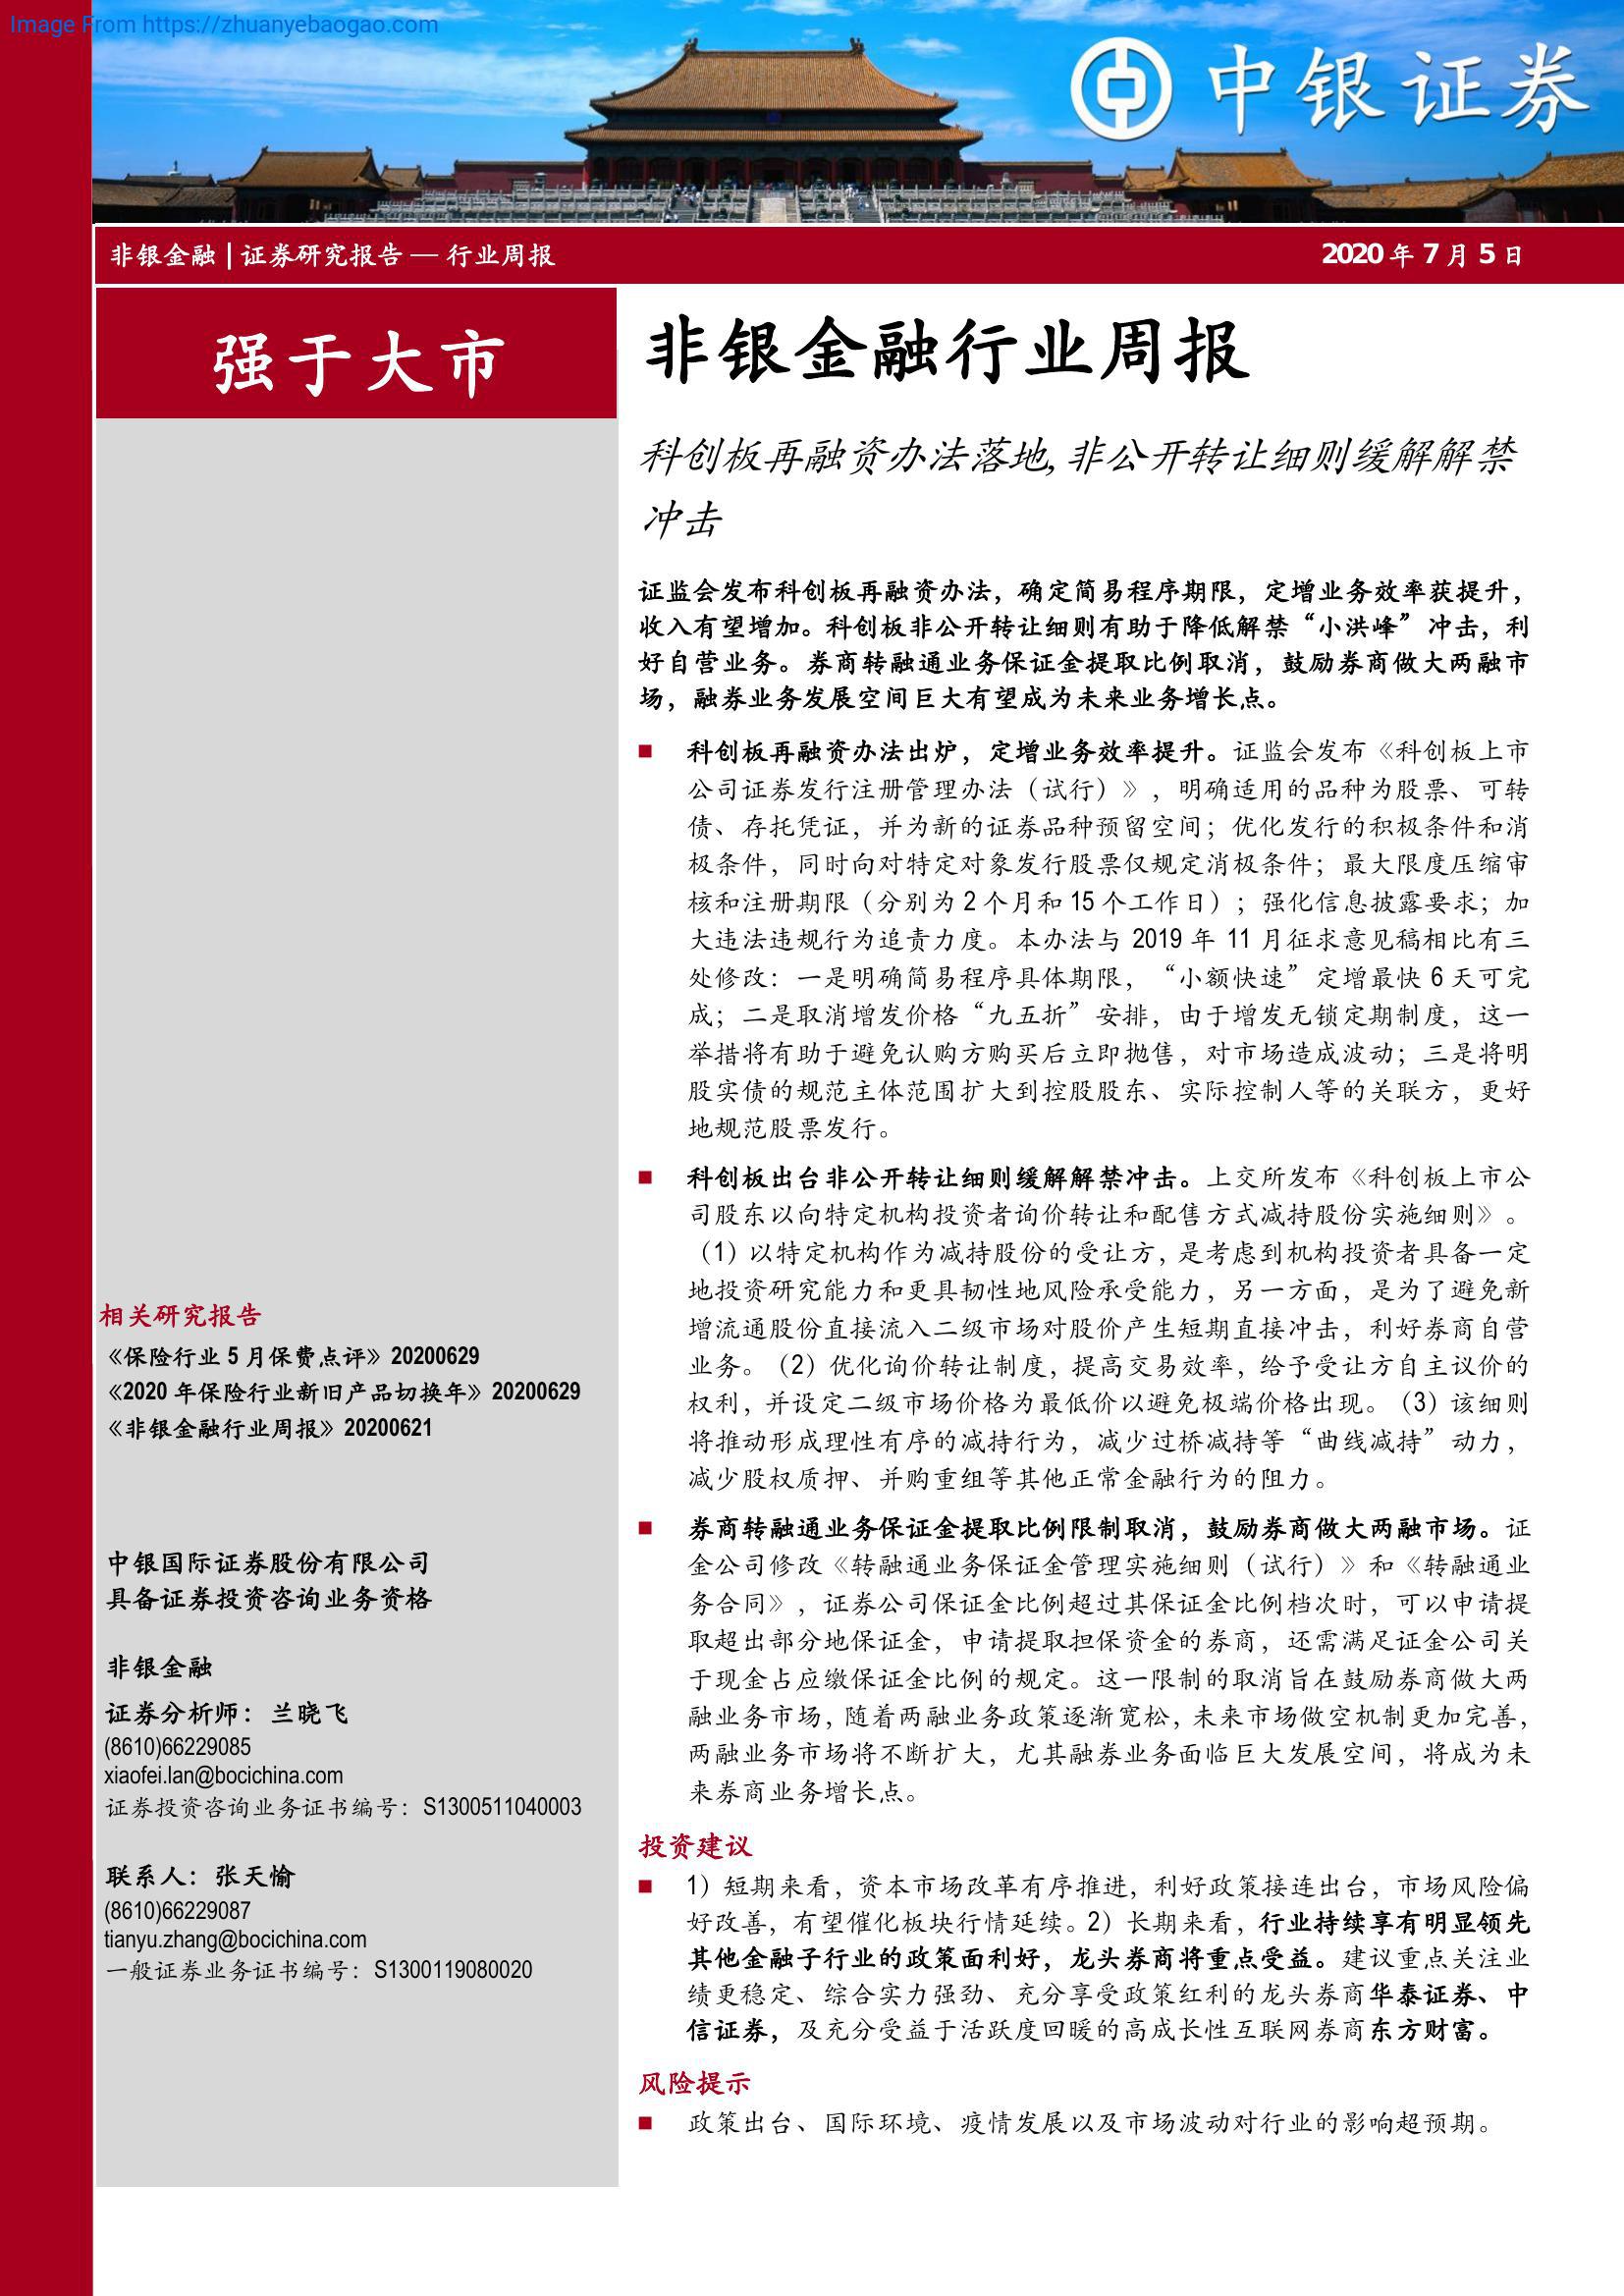 Image From https://zhuanyebaogao.com
中银证券
非银金融 | 证券研究报告 — 行业周报
2020 年 7 月 5 日
强于大市
非银金融行业周报
科创板再融资办法落地,非公开转让细则缓解解禁
冲击
证监会发布科创板再融资办法，确定简易程序期限，定增业务效率获提升，
收入有望增加。科创板非公开转让细则有助于降低解禁“小洪峰”冲击，利
好自营业务。券商转融通业务保证金提取比例取消，鼓励券商做大两融市
场，融券业务发展空间巨大有望成为未来业务增长点。
■ 科创板再融资办法出炉，定增业务效率提升。证监会发布《科创板上市
公司证券发行注册管理办法（试行）》，明确适用的品种为股票、可转
债、存托凭证，并为新的证券品种预留空间；优化发行的积极条件和消
极条件，同时向对特定对象发行股票仅规定消极条件；最大限度压缩审
核和注册期限（分别为 2 个月和 15 个工作日）；强化信息披露要求；加
大违法违规行为追责力度。本办法与 2019 年 11 月征求意见稿相比有三
处修改：一是明确简易程序具体期限，“小额快速”定增最快 6 天可完
成；二是取消增发价格“九五折”安排，由于增发无锁定期制度，这一
举措将有助于避免认购方购买后立即抛售，对市场造成波动；三是将明
股实债的规范主体范围扩大到控股股东、实际控制人等的关联方，更好
地规范股票发行。
■ 科创板出台非公开转让细则缓解解禁冲击。上交所发布《科创板上市公
司股东以向特定机构投资者询价转让和配售方式减持股份实施细则》。
（1）以特定机构作为减持股份的受让方，是考虑到机构投资者具备一定
地投资研究能力和更具韧性地风险承受能力，另一方面，是为了避免新
增流通股份直接流入二级市场对股价产生短期直接冲击，利好券商自营
业务。（2）优化询价转让制度，提高交易效率，给予受让方自主议价的
权利，并设定二级市场价格为最低价以避免极端价格出现。（3）该细则
将推动形成理性有序的减持行为，减少过桥减持等“曲线减持”动力，
减少股权质押、并购重组等其他正常金融行为的阻力。
■ 券商转融通业务保证金提取比例限制取消，鼓励券商做大两融市场。证
金公司修改《转融通业务保证金管理实施细则（试行）》和《转融通业
务合同》，证券公司保证金比例超过其保证金比例档次时，可以申请提
取超出部分地保证金，申请提取担保资金的券商，还需满足证金公司关
于现金占应缴保证金比例的规定。这一限制的取消旨在鼓励券商做大两
融业务市场，随着两融业务政策逐渐宽松，未来市场做空机制更加完善，
两融业务市场将不断扩大，尤其融券业务面临巨大发展空间，将成为未
来券商业务增长点。
投资建议
■ 1）短期来看，资本市场改革有序推进，利好政策接连出台，市场风险偏
好改善，有望催化板块行情延续。2）长期来看，行业持续享有明显领先
其他金融子行业的政策面利好，龙头券商将重点受益。建议重点关注业
绩更稳定、综合实力强劲、充分享受政策红利的龙头券商华泰证券、中
信证券，及充分受益于活跃度回暖的高成长性互联网券商东方财富。
风险提示
■ 政策出台、国际环境、疫情发展以及市场波动对行业的影响超预期。
相关研究报告
《保险行业 5 月保费点评》20200629
《2020 年保险行业新旧产品切换年》20200629
《非银金融行业周报》20200621
中银国际证券股份有限公司
具备证券投资咨询业务资格
非银金融
证券分析师：兰晓飞
(8610)66229085
xiaofei.lan@bocichina.com
证券投资咨询业务证书编号：S1300511040003
联系人：张天愉
(8610)66229087
tianyu.zhang@bocichina.com
一般证券业务证书编号：S1300119080020